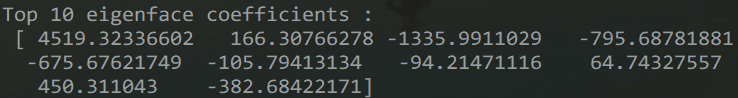 Top 10 eigenface coefficients :
[ 4519.32336602 166.30766278 -1335.9911029 -795.68781881
-675.67621749 -105.79413134 -94.21471116 64.74327557
450.311043 -382.68422171]